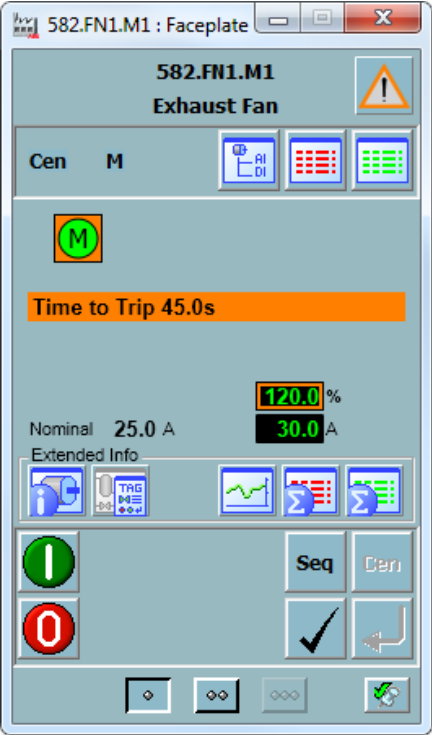 582.FN1.M1 : Faceplate
582.FN1.M1
Exhaust Fan
Cen M
AI
DI
M
Time to Trip 45.0s
120.0 %
Nominal 25.0 A 30.0 A
Extended Info
i TAG Σ Σ
I Seq Cen
0